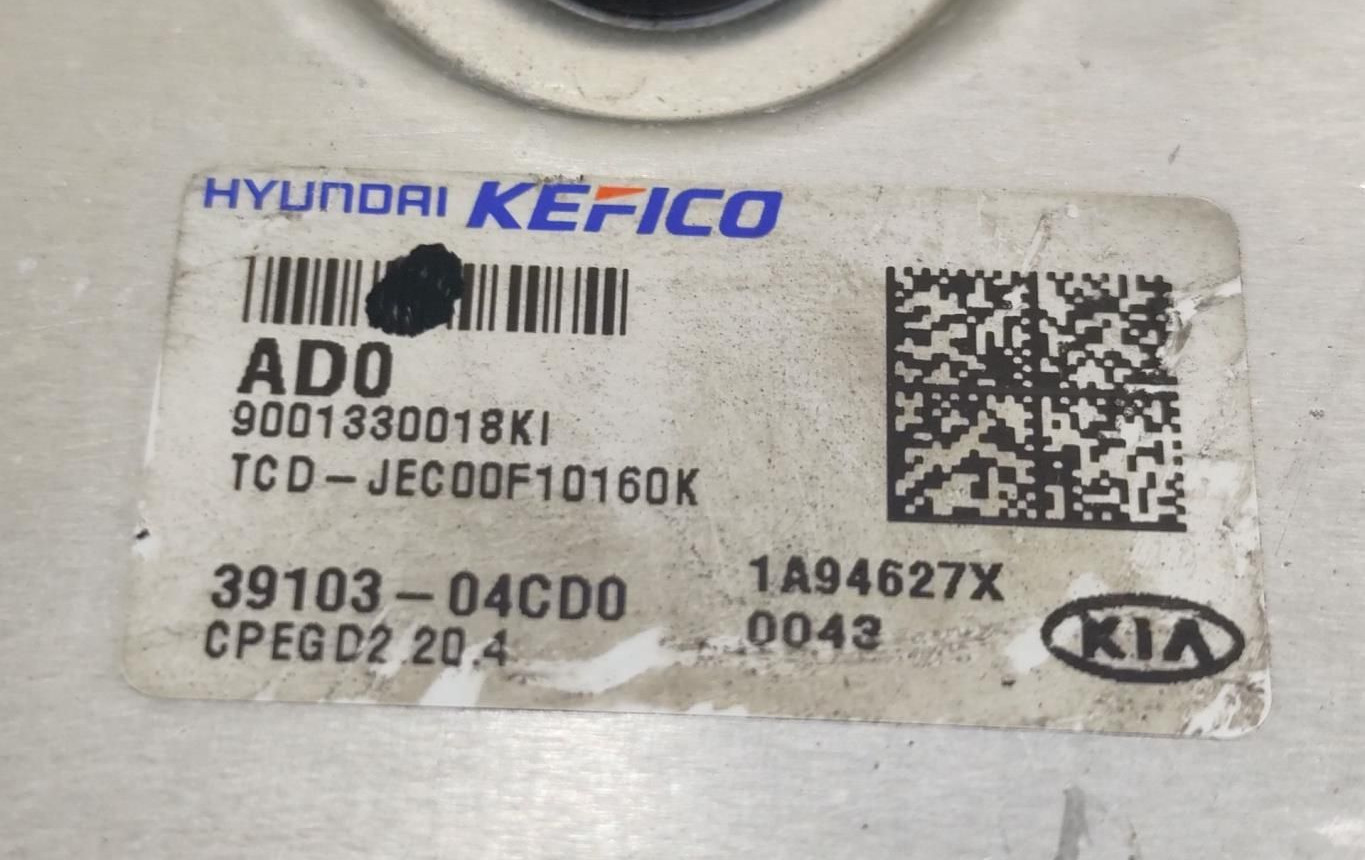 HYUNDAI KEFICO
AD0
9001330018KI
TCD-JEC00F10160K
39103-04CD0
1A94627X
CPEGD2 20.4
0043
KIA